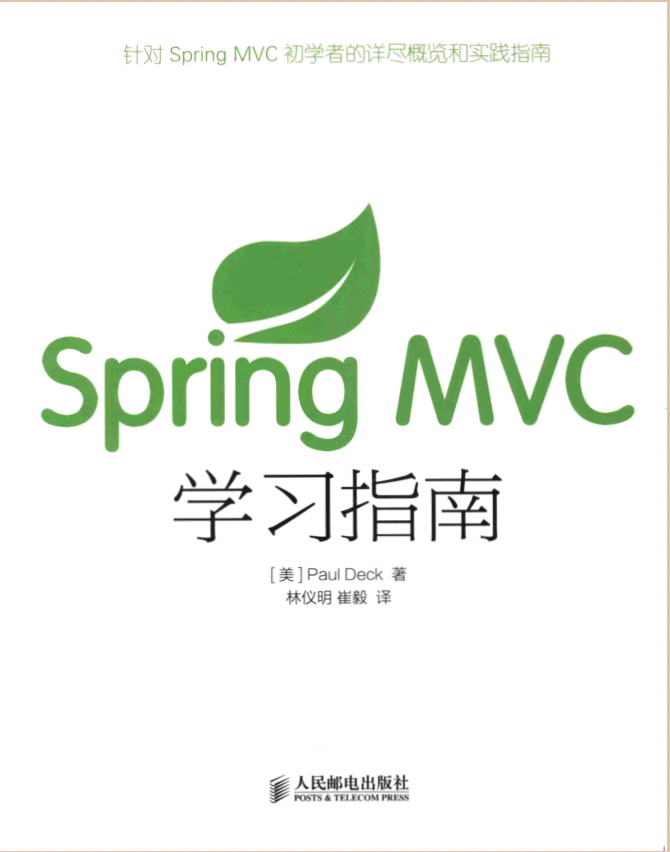 针对 Spring MVC 初学者的详尽概览和实践指南
Spring MVC
学习指南
[美] Paul Deck 著
林仪明 崔毅 译
人民邮电出版社
POSTS & TELECOM PRESS